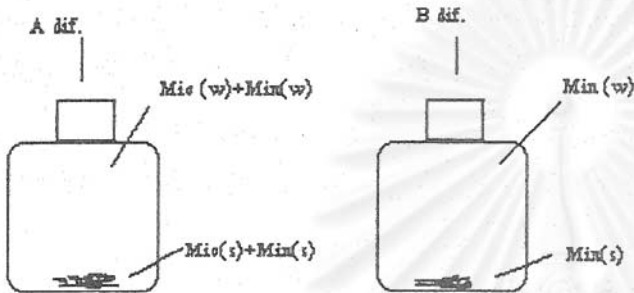 A dif.
B dif.
Mic (w)+Min(w)
Min (w)
Mic(s)+Min(s)
Min(s)